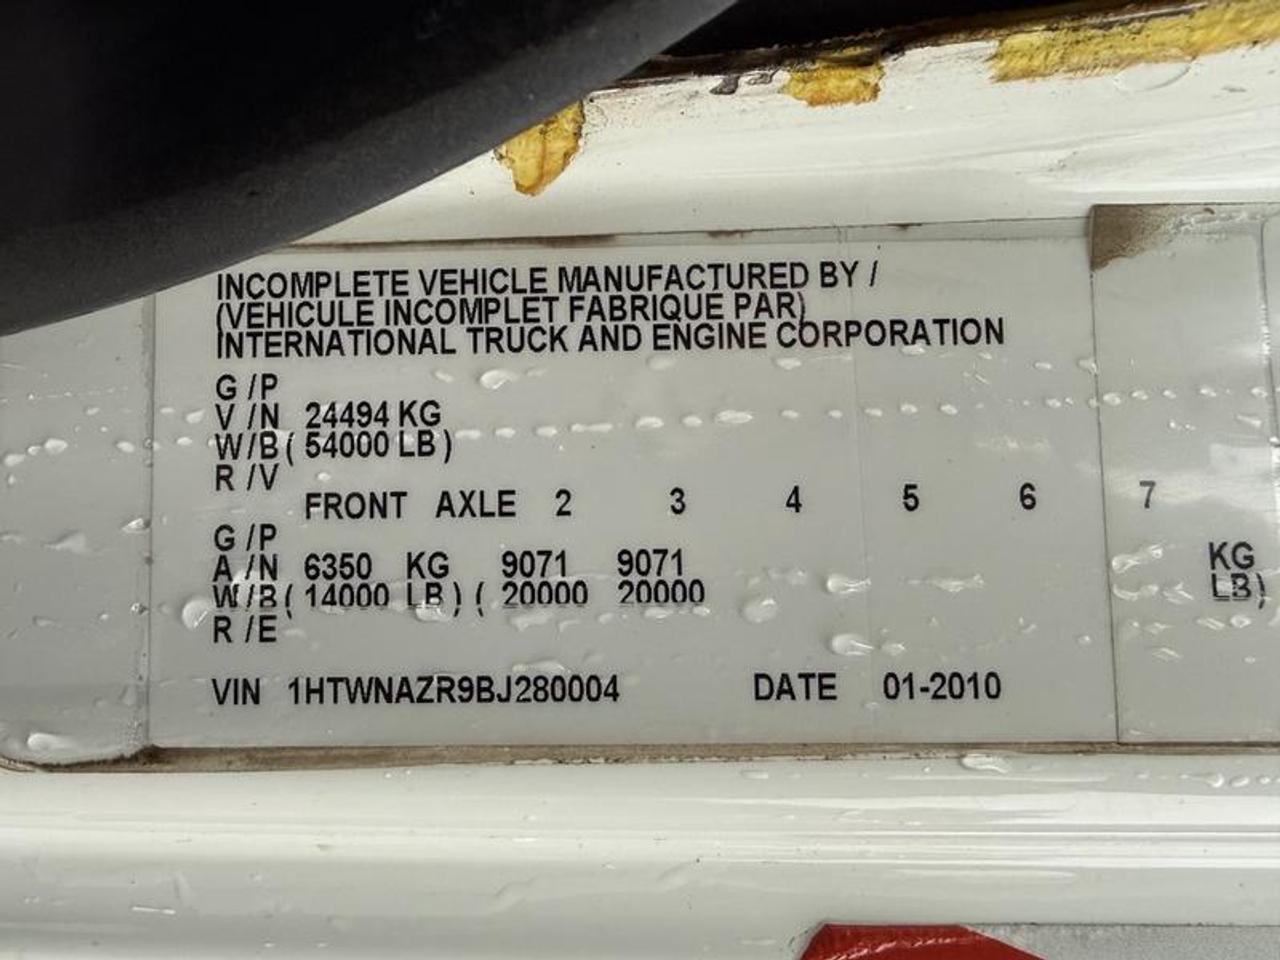 INCOMPLETE VEHICLE MANUFACTURED BY /
(VEHICULE INCOMPLET FABRIQUE PAR)
INTERNATIONAL TRUCK AND ENGINE CORPORATION
G /P
V /N 24494 KG
W/B ( 54000 LB )
R /V
FRONT AXLE 2 3 4 5 6 7
G /P
A /N 6350 KG 9071 9071 KG
W/B ( 14000 LB ) ( 20000 20000 LB )
R /E
VIN 1HTWNAZR9BJ280004 DATE 01-2010